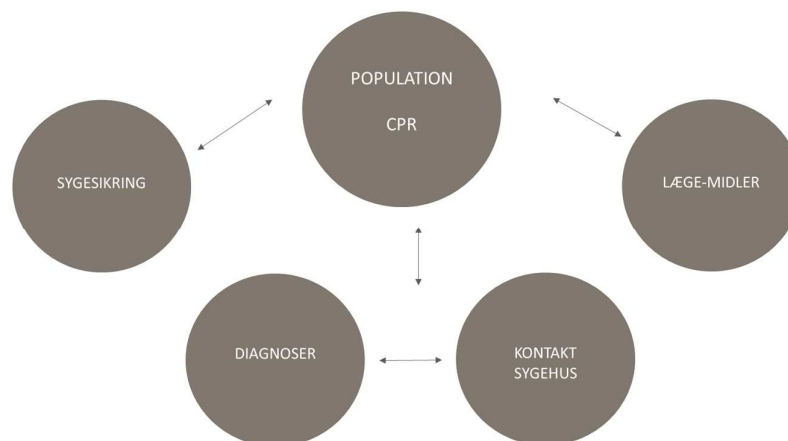 POPULATION
CPR
SYGESIKRING
LÆGE-MIDLER
DIAGNOSER
KONTAKT
SYGEHUS